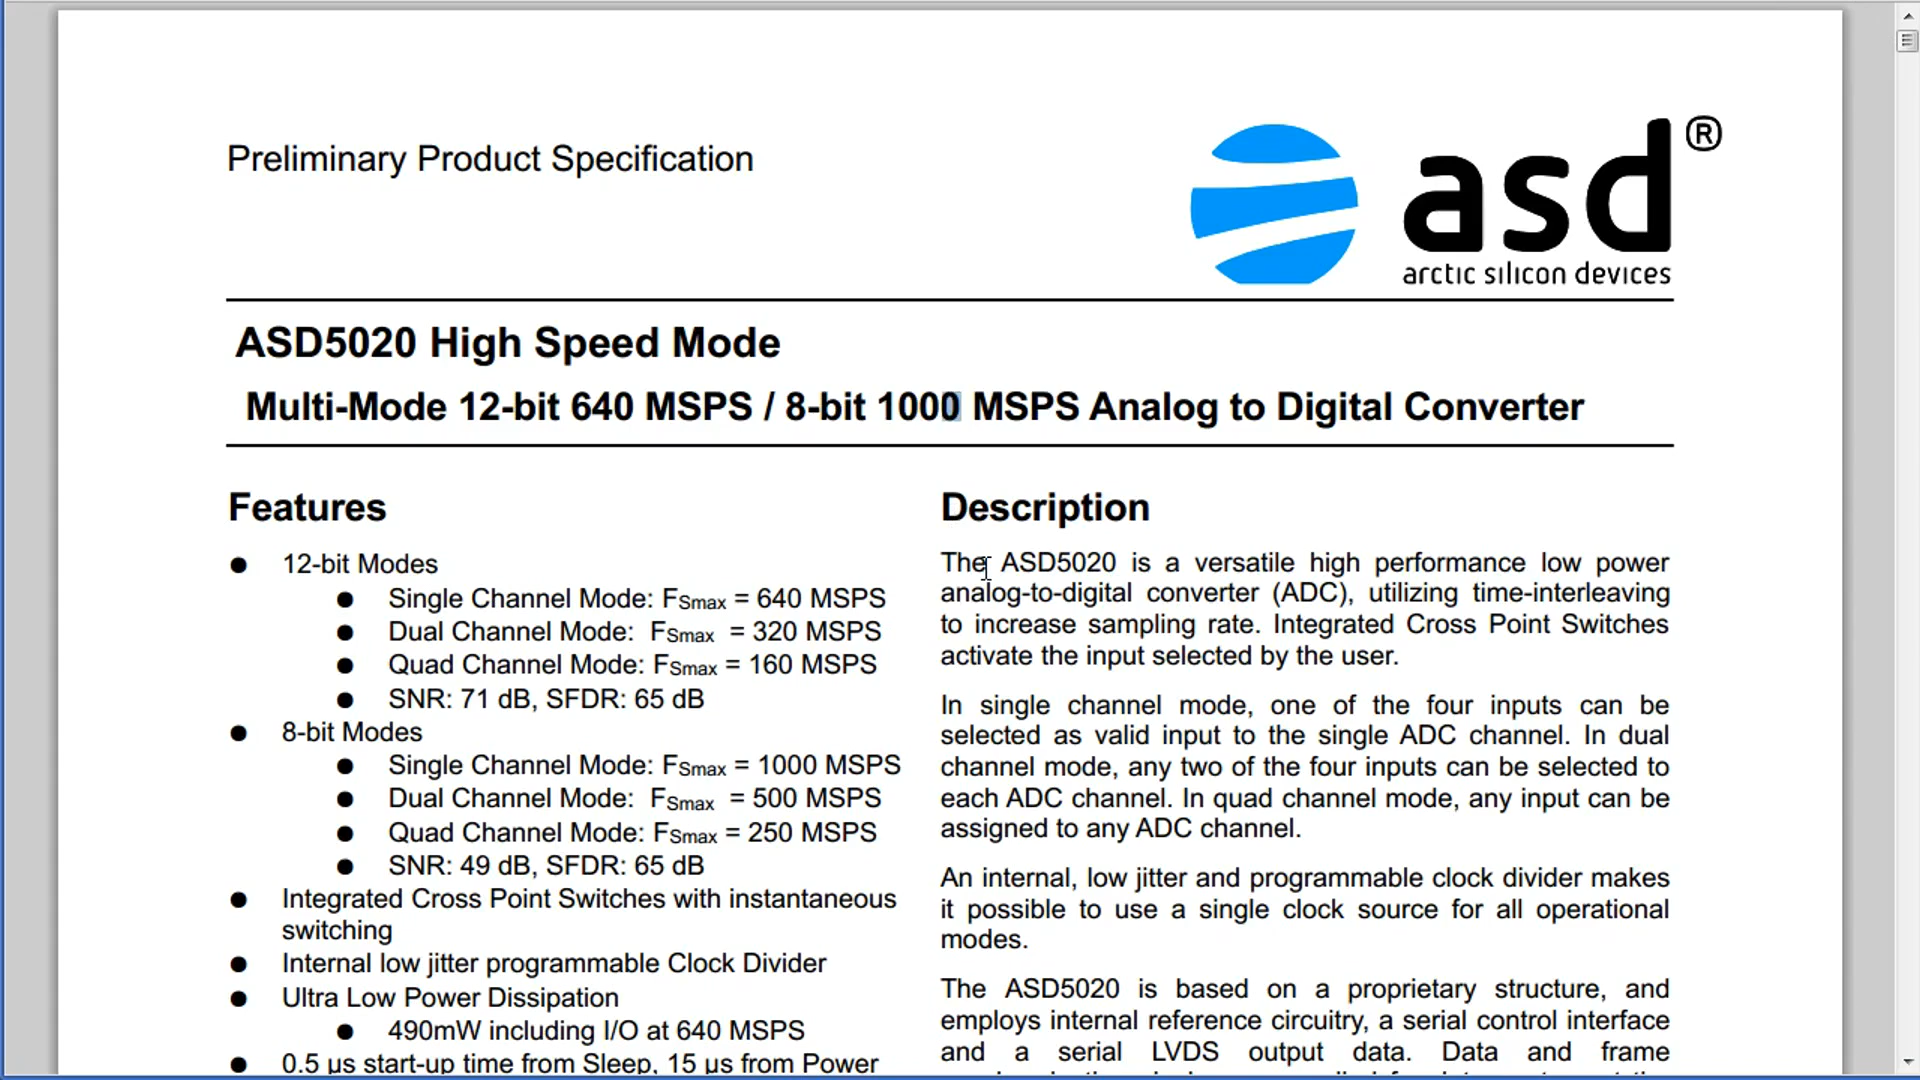 Preliminary Product Specification
asd®
arctic silicon devices
ASD5020 High Speed Mode
Multi-Mode 12-bit 640 MSPS / 8-bit 1000 MSPS Analog to Digital Converter
Features
● 12-bit Modes
● Single Channel Mode: FSmax = 640 MSPS
● Dual Channel Mode: FSmax = 320 MSPS
● Quad Channel Mode: FSmax = 160 MSPS
● SNR: 71 dB, SFDR: 65 dB
● 8-bit Modes
● Single Channel Mode: FSmax = 1000 MSPS
● Dual Channel Mode: FSmax = 500 MSPS
● Quad Channel Mode: FSmax = 250 MSPS
● SNR: 49 dB, SFDR: 65 dB
● Integrated Cross Point Switches with instantaneous
switching
● Internal low jitter programmable Clock Divider
● Ultra Low Power Dissipation
● 490mW including I/O at 640 MSPS
● 0.5 µs start-up time from Sleep, 15 µs from Power
Description
The ASD5020 is a versatile high performance low power
analog-to-digital converter (ADC), utilizing time-interleaving
to increase sampling rate. Integrated Cross Point Switches
activate the input selected by the user.
In single channel mode, one of the four inputs can be
selected as valid input to the single ADC channel. In dual
channel mode, any two of the four inputs can be selected to
each ADC channel. In quad channel mode, any input can be
assigned to any ADC channel.
An internal, low jitter and programmable clock divider makes
it possible to use a single clock source for all operational
modes.
The ASD5020 is based on a proprietary structure, and
employs internal reference circuitry, a serial control interface
and a serial LVDS output data. Data and frame